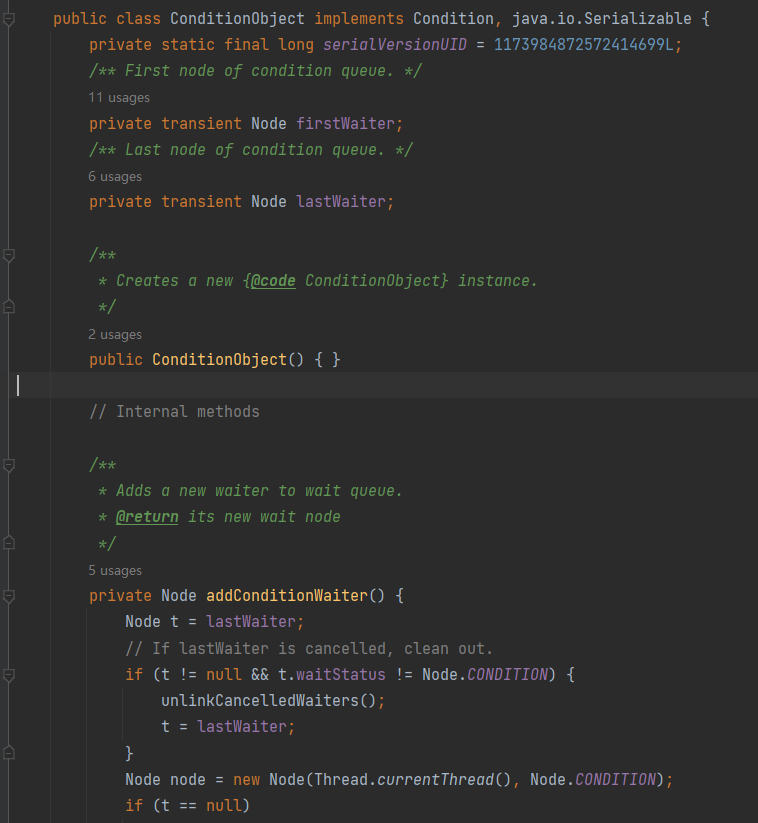 public class ConditionObject implements Condition, java.io.Serializable {
private static final long serialVersionUID = 1173984872572414699L;
/** First node of condition queue. */
11 usages
private transient Node firstWaiter;
/** Last node of condition queue. */
6 usages
private transient Node lastWaiter;
/**
* Creates a new {@code ConditionObject} instance.
*/
2 usages
public ConditionObject() { }
// Internal methods
/**
* Adds a new waiter to wait queue.
* @return its new wait node
*/
5 usages
private Node addConditionWaiter() {
Node t = lastWaiter;
// If lastWaiter is cancelled, clean out.
if (t != null && t.waitStatus != Node.CONDITION) {
unlinkCancelledWaiters();
t = lastWaiter;
}
Node node = new Node(Thread.currentThread(), Node.CONDITION);
if (t == null)